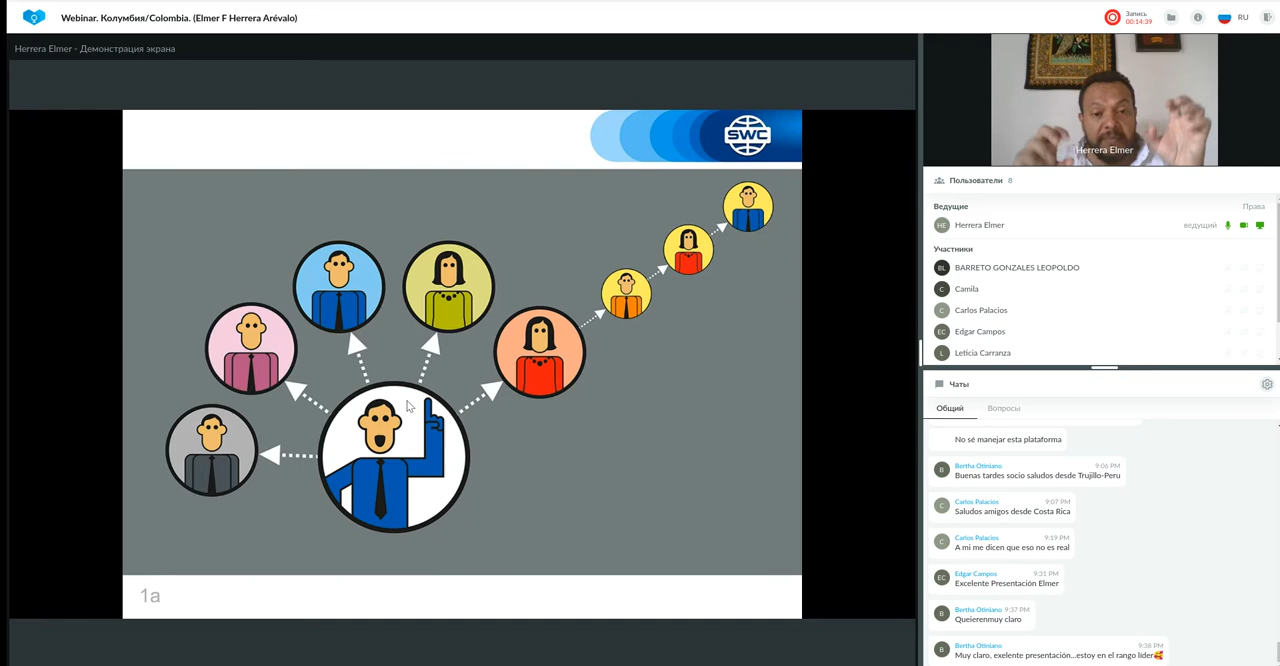 Webinar. Колумбия/Colombia. (Elmer F Herrera Arévalo)
Запись
00:14:39
RU
Herrera Elmer - Демонстрация экрана
SWC
1a
Herrera Elmer
Пользователи 8
Ведущие Права
HE Herrera Elmer ведущий
Участники
BL BARRETO GONZALES LEOPOLDO
C Camila
C Carlos Palacios
EC Edgar Campos
L Leticia Carranza
Чаты
Общий Вопросы
No sé manejar esta plataforma
B Bertha Otiniano 9:06 PM
Buenas tardes socio saludos desde Trujillo-Peru
C Carlos Palacios 9:07 PM
Saludos amigos desde Costa Rica
C Carlos Palacios 9:19 PM
A mi me dicen que eso no es real
EC Edgar Campos 9:31 PM
Excelente Presentación Elmer
B Bertha Otiniano 9:37 PM
Queierenmuy claro
B Bertha Otiniano 9:38 PM
Muy claro, exelente presentación...estoy en el rango líder🥰